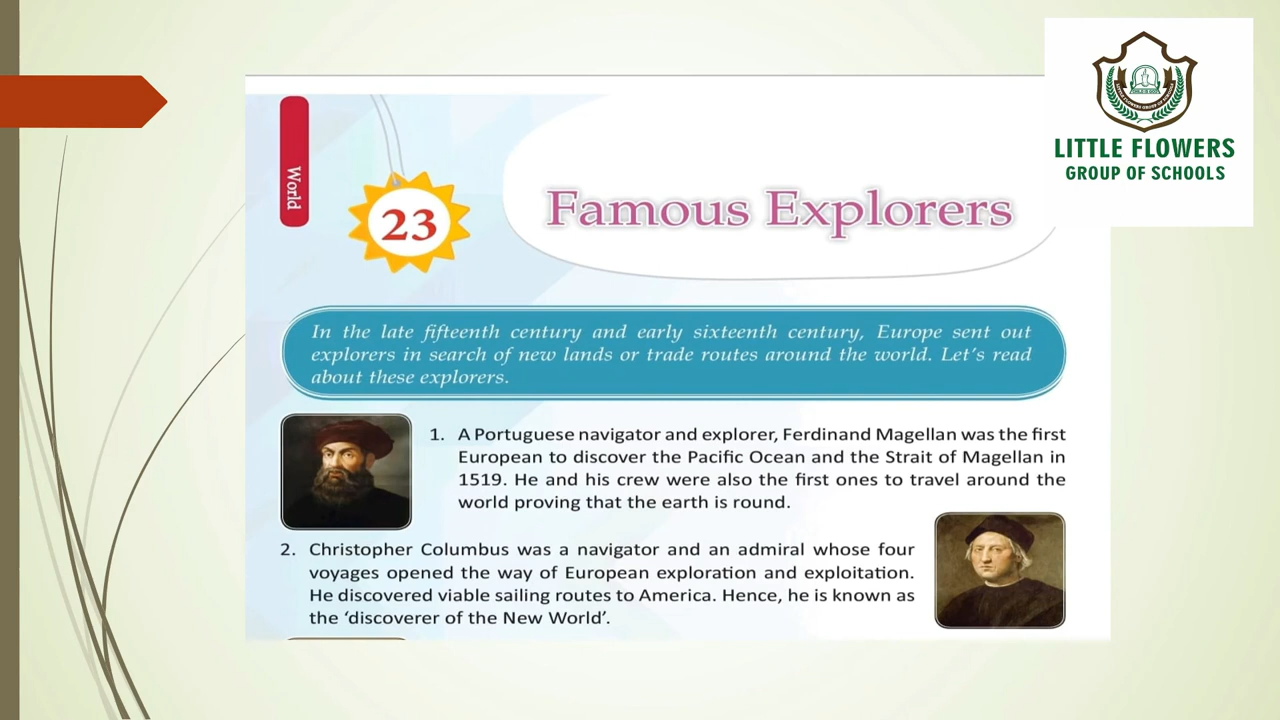 LITTLE FLOWERS
GROUP OF SCHOOLS
World
23
Famous Explorers
In the late fifteenth century and early sixteenth century, Europe sent out
explorers in search of new lands or trade routes around the world. Let's read
about these explorers.
1. A Portuguese navigator and explorer, Ferdinand Magellan was the first
European to discover the Pacific Ocean and the Strait of Magellan in
1519. He and his crew were also the first ones to travel around the
world proving that the earth is round.
2. Christopher Columbus was a navigator and an admiral whose four
voyages opened the way of European exploration and exploitation.
He discovered viable sailing routes to America. Hence, he is known as
the ‘discoverer of the New World’.